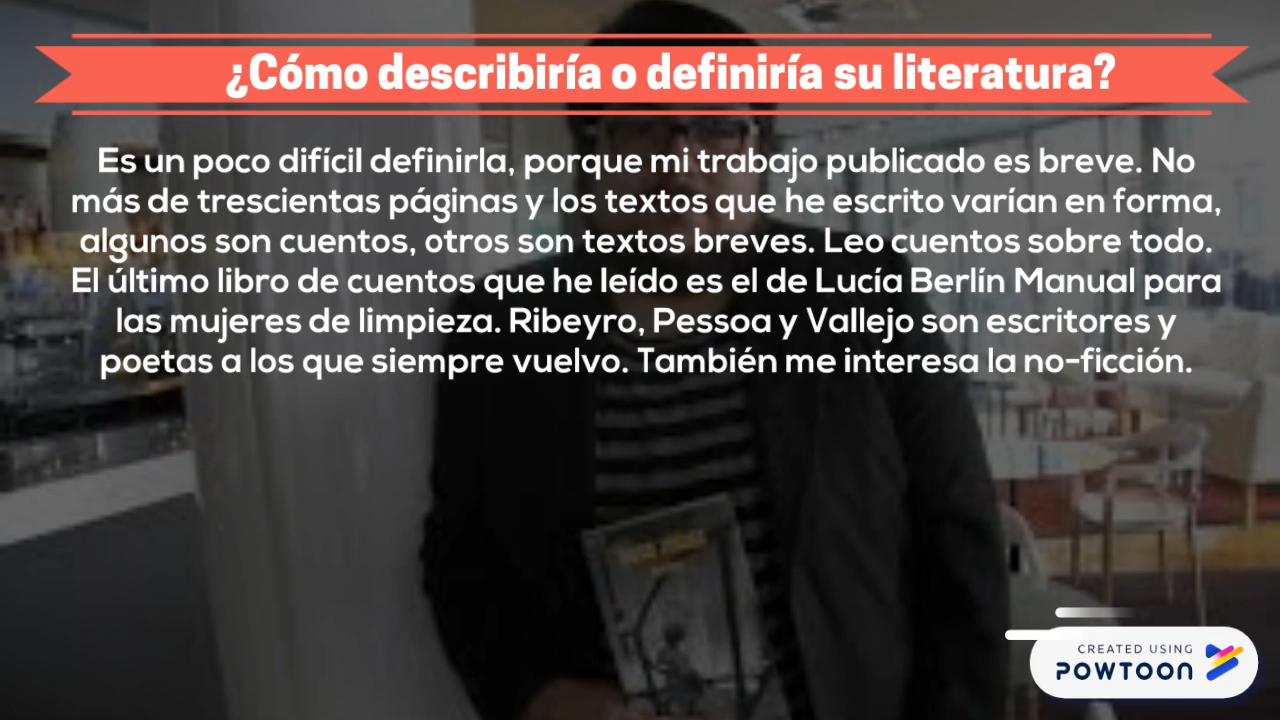 ¿Cómo describiría o definiría su literatura?
Es un poco difícil definirla, porque mi trabajo publicado es breve. No
más de trescientas páginas y los textos que he escrito varían en forma,
algunos son cuentos, otros son textos breves. Leo cuentos sobre todo.
El último libro de cuentos que he leído es el de Lucía Berlín Manual para
las mujeres de limpieza. Ribeyro, Pessoa y Vallejo son escritores y
poetas a los que siempre vuelvo. También me interesa la no-ficción.
CREATED USING
POWTOON